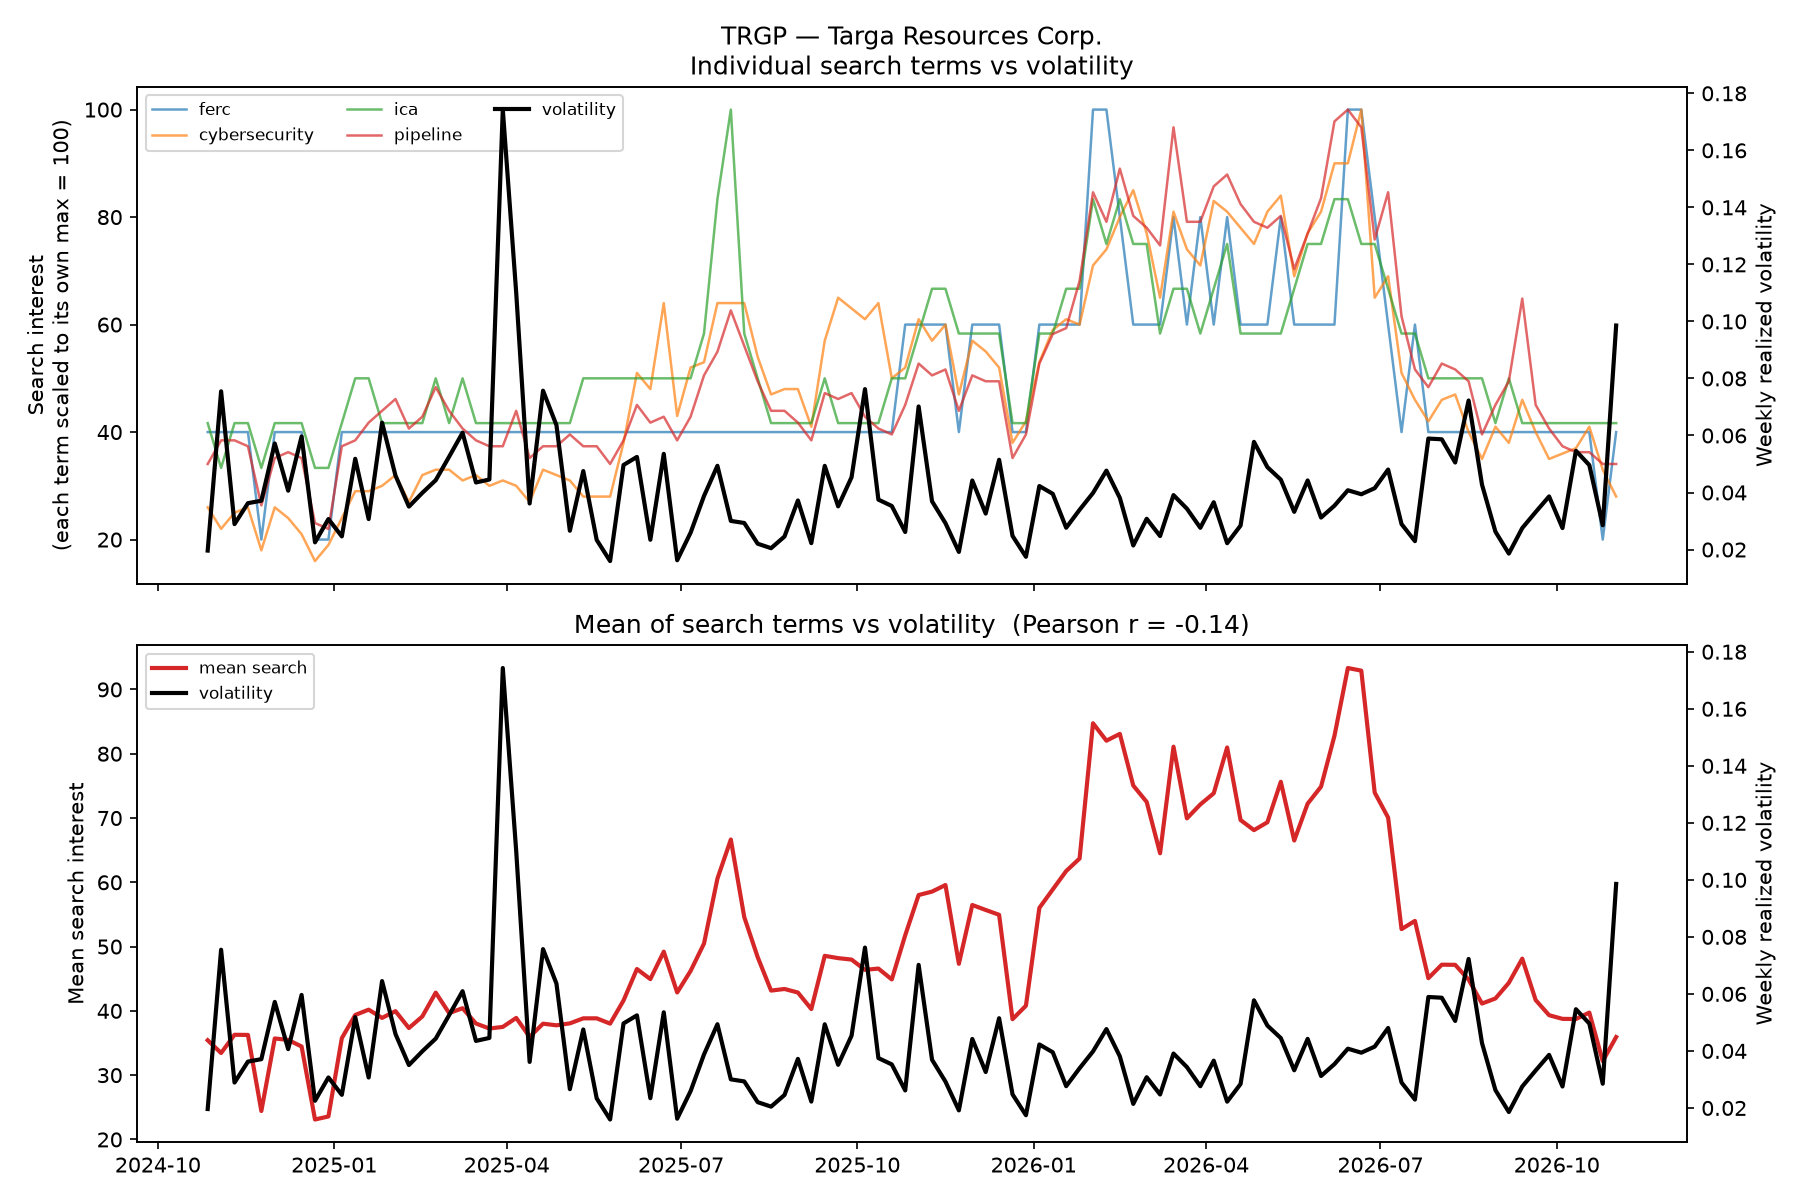 TRGP — Targa Resources Corp.
Individual search terms vs volatility
ferc
cybersecurity
ica
pipeline
volatility
Search interest
(each term scaled to its own max = 100)
100
80
60
40
20
0.18
0.16
0.14
0.12
0.10
0.08
0.06
0.04
0.02
Weekly realized volatility
Mean of search terms vs volatility (Pearson r = -0.14)
mean search
volatility
Mean search interest
90
80
70
60
50
40
30
20
0.18
0.16
0.14
0.12
0.10
0.08
0.06
0.04
0.02
Weekly realized volatility
2024-10
2025-01
2025-04
2025-07
2025-10
2026-01
2026-04
2026-07
2026-10